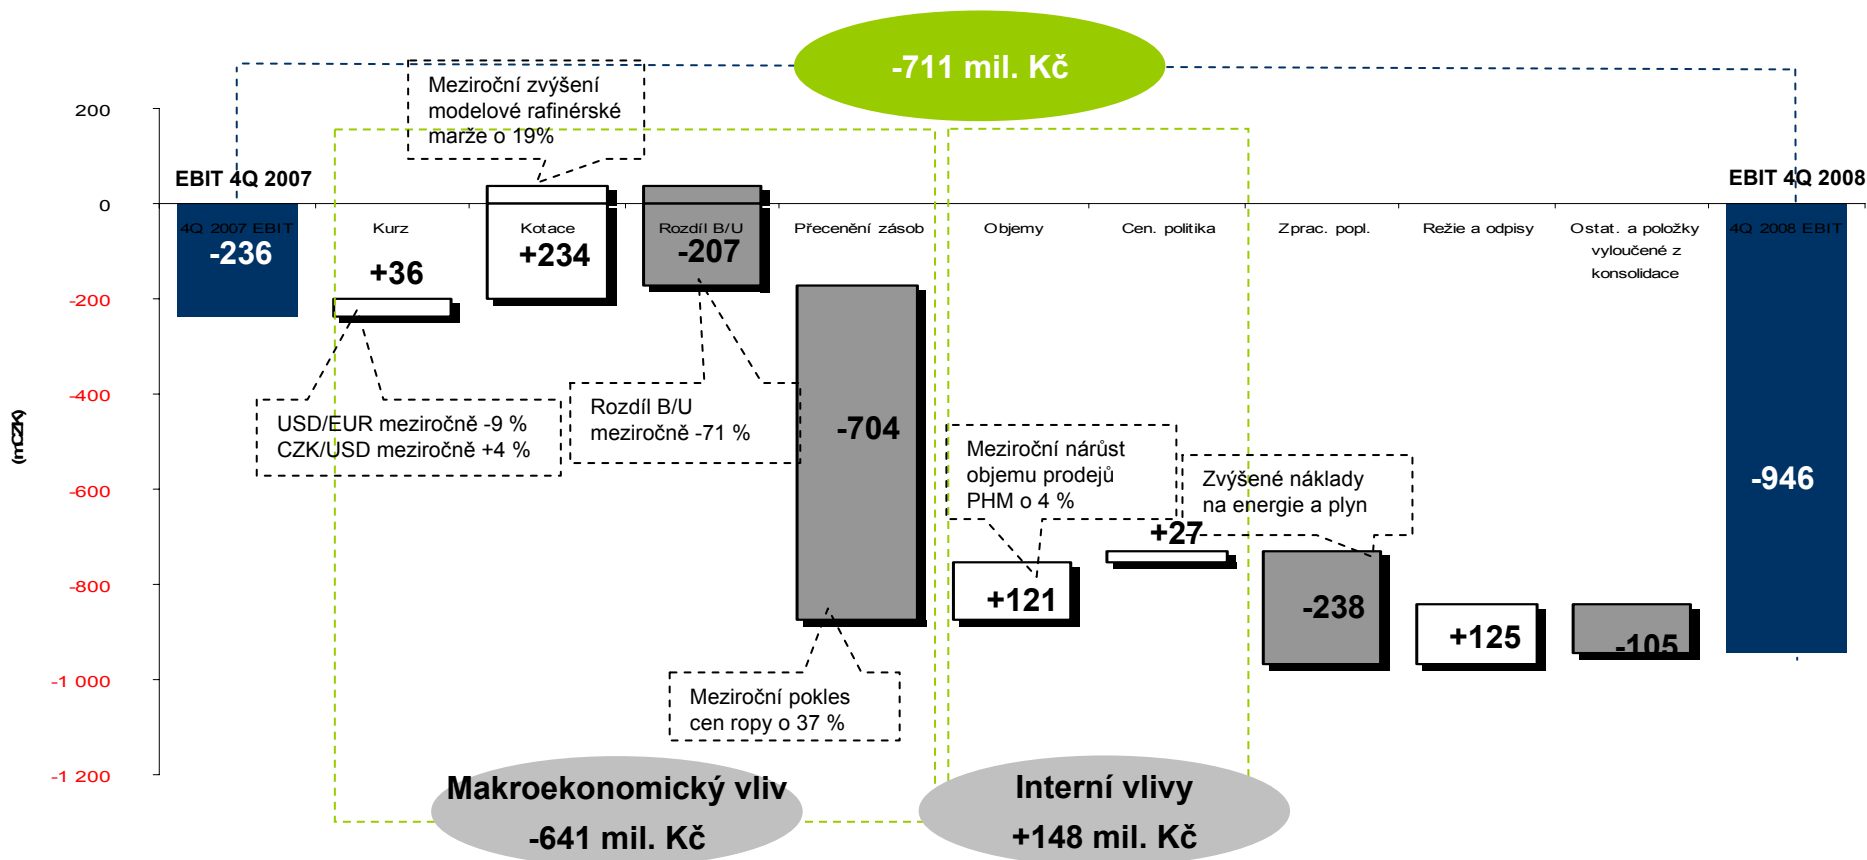 -711 mil. Kč
Meziroční zvýšení
modelové rafinérské
marže o 19%
200
0
-200
-400
-600
-800
-1 000
-1 200
(mCZK)
EBIT 4Q 2007
EBIT 4Q 2008
4Q 2007 EBIT
Kurz
Kotace
Rozdíl B/U
Přecenění zásob
Objemy
Cen. politika
Zprac. popl.
Režie a odpisy
Ostat. a položky
vyloučené z
konsolidace
4Q 2008 EBIT
-236
+36
+234
-207
-704
+121
+27
-238
+125
-105
-946
USD/EUR meziročně -9 %
CZK/USD meziročně +4 %
Rozdíl B/U
meziročně -71 %
Meziroční nárůst
objemu prodejů
PHM o 4 %
Zvýšené náklady
na energie a plyn
Meziroční pokles
cen ropy o 37 %
Makroekonomický vliv
-641 mil. Kč
Interní vlivy
+148 mil. Kč